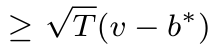 ≥ √T(v − b*)